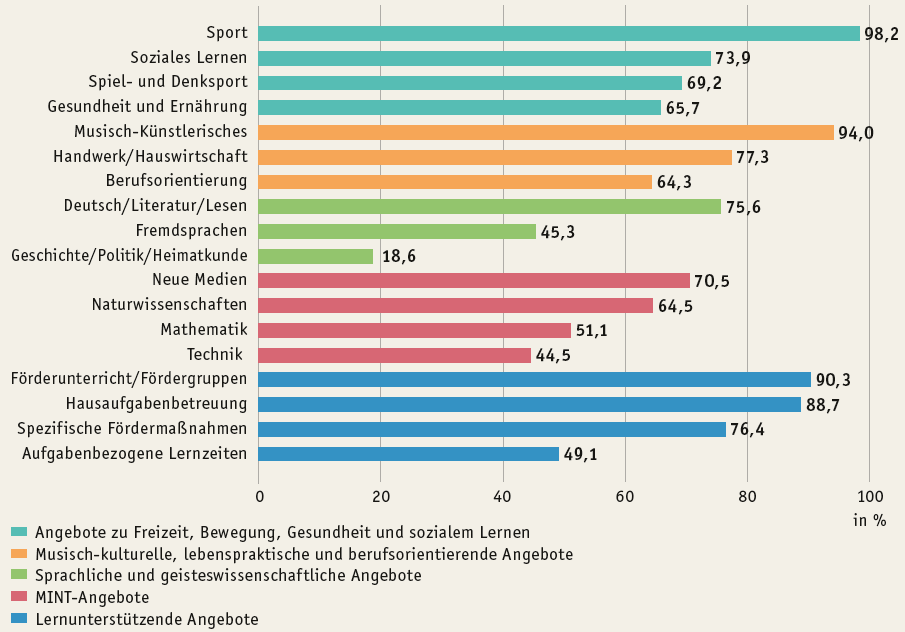 Sport 98,2
Soziales Lernen 73,9
Spiel- und Denksport 69,2
Gesundheit und Ernährung 65,7
Musisch-Künstlerisches 94,0
Handwerk/Hauswirtschaft 77,3
Berufsorientierung 64,3
Deutsch/Literatur/Lesen 75,6
Fremdsprachen 45,3
Geschichte/Politik/Heimatkunde 18,6
Neue Medien 70,5
Naturwissenschaften 64,5
Mathematik 51,1
Technik 44,5
Förderunterricht/Fördergruppen 90,3
Hausaufgabenbetreuung 88,7
Spezifische Fördermaßnahmen 76,4
Aufgabenbezogene Lernzeiten 49,1
0 20 40 60 80 100
in %
Angebote zu Freizeit, Bewegung, Gesundheit und sozialem Lernen
Musisch-kulturelle, lebenspraktische und berufsorientierende Angebote
Sprachliche und geisteswissenschaftliche Angebote
MINT-Angebote
Lernunterstützende Angebote